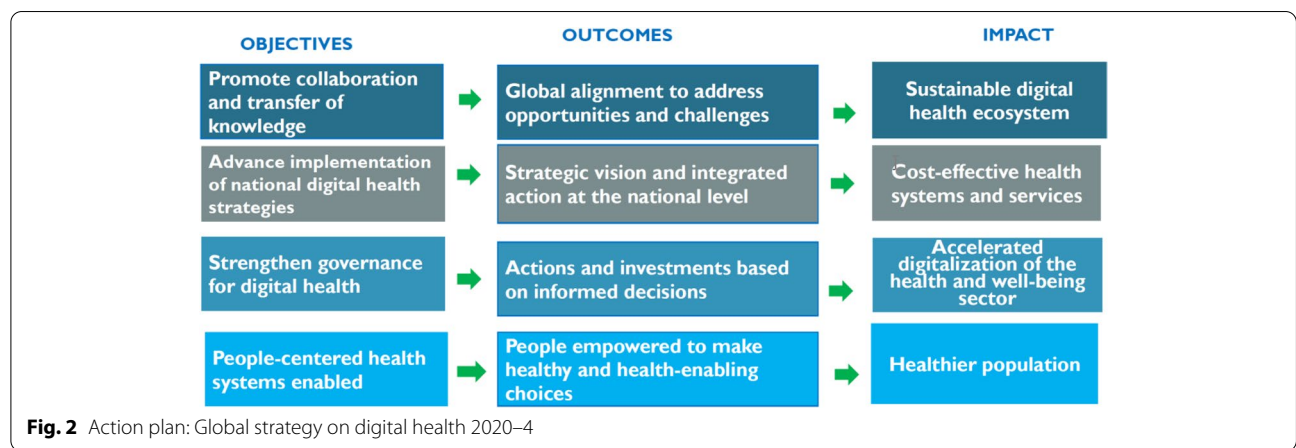 OBJECTIVES
OUTCOMES
IMPACT
Promote collaboration
and transfer of
knowledge
Global alignment to address
opportunities and challenges
Sustainable digital
health ecosystem
Advance implementation
of national digital health
strategies
Strategic vision and integrated
action at the national level
Cost-effective health
systems and services
Strengthen governance
for digital health
Actions and investments based
on informed decisions
Accelerated
digitalization of the
health and well-being
sector
People-centered health
systems enabled
People empowered to make
healthy and health-enabling
choices
Healthier population
Fig. 2 Action plan: Global strategy on digital health 2020–4